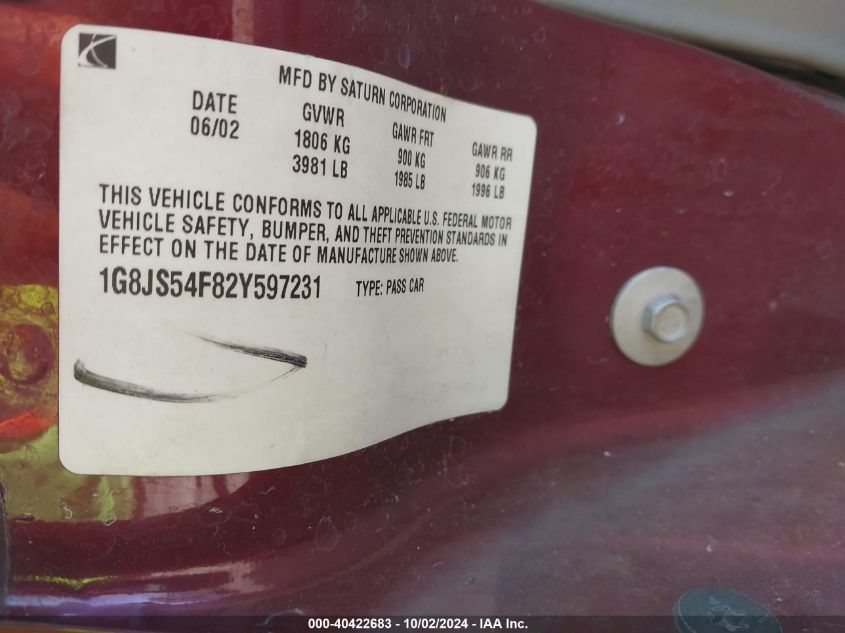 MFD BY SATURN CORPORATION
DATE GVWR GAWR FRT GAWR RR
06/02 1806 KG 900 KG 906 KG
3981 LB 1985 LB 1996 LB
THIS VEHICLE CONFORMS TO ALL APPLICABLE U.S. FEDERAL MOTOR
VEHICLE SAFETY, BUMPER, AND THEFT PREVENTION STANDARDS IN
EFFECT ON THE DATE OF MANUFACTURE SHOWN ABOVE.
1G8JS54F82Y597231 TYPE: PASS CAR
000-40422683 - 10/02/2024 - IAA Inc.